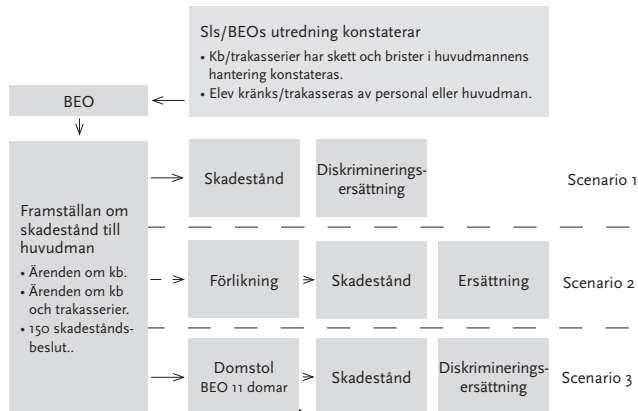 Sls/BEOs utredning konstaterar
• Kb/trakasserier har skett och brister i huvudmannens
hantering konstateras.
• Elev kränks/trakasseras av personal eller huvudman.
BEO
Framställan om
skadestånd till
huvudman
• Ärenden om kb.
• Ärenden om kb
och trakasserier.
• 150 skadestånds-
beslut..
Skadestånd
Diskriminerings-
ersättning
Scenario 1
Förlikning
Skadestånd
Ersättning
Scenario 2
Domstol
BEO 11 domar
Skadestånd
Diskriminerings-
ersättning
Scenario 3